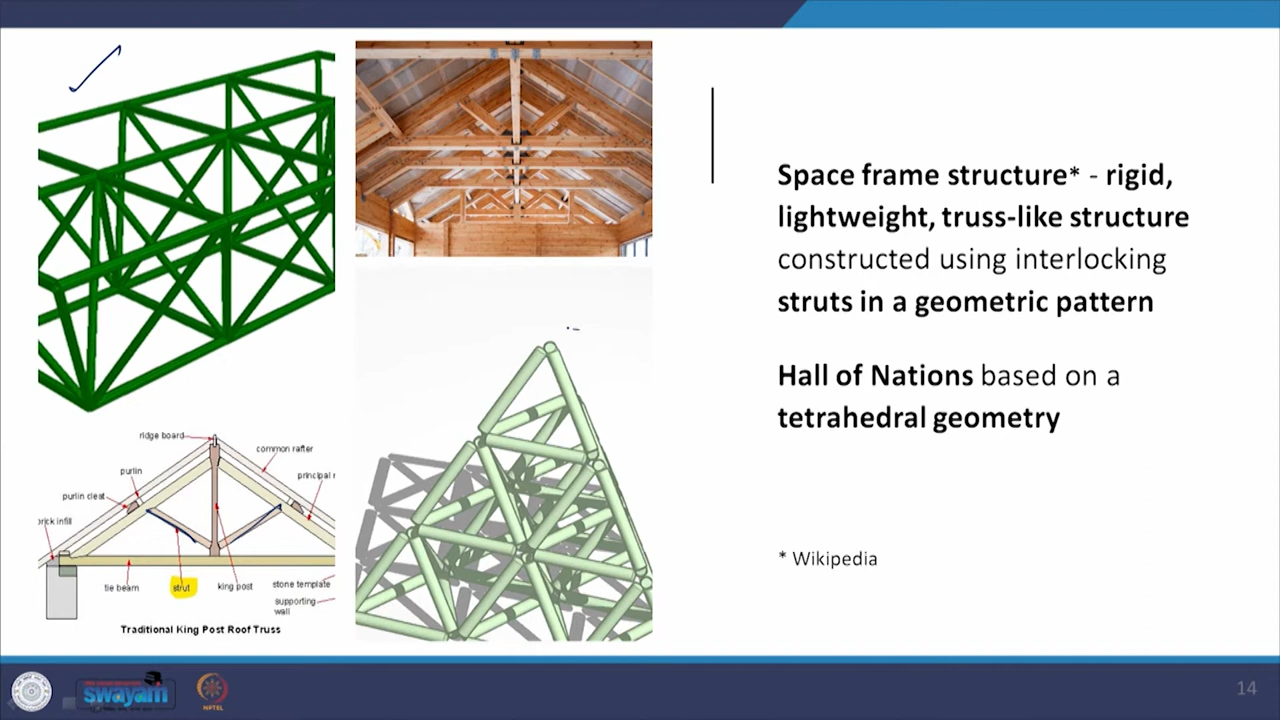 Space frame structure* - rigid,
lightweight, truss-like structure
constructed using interlocking
struts in a geometric pattern
Hall of Nations based on a
tetrahedral geometry
* Wikipedia
ridge board
common rafter
purlin
principal r
purlin cleat
brick infill
tie beam
strut
king post
stone template
supporting
wall
Traditional King Post Roof Truss
swayam
NPTEL
14